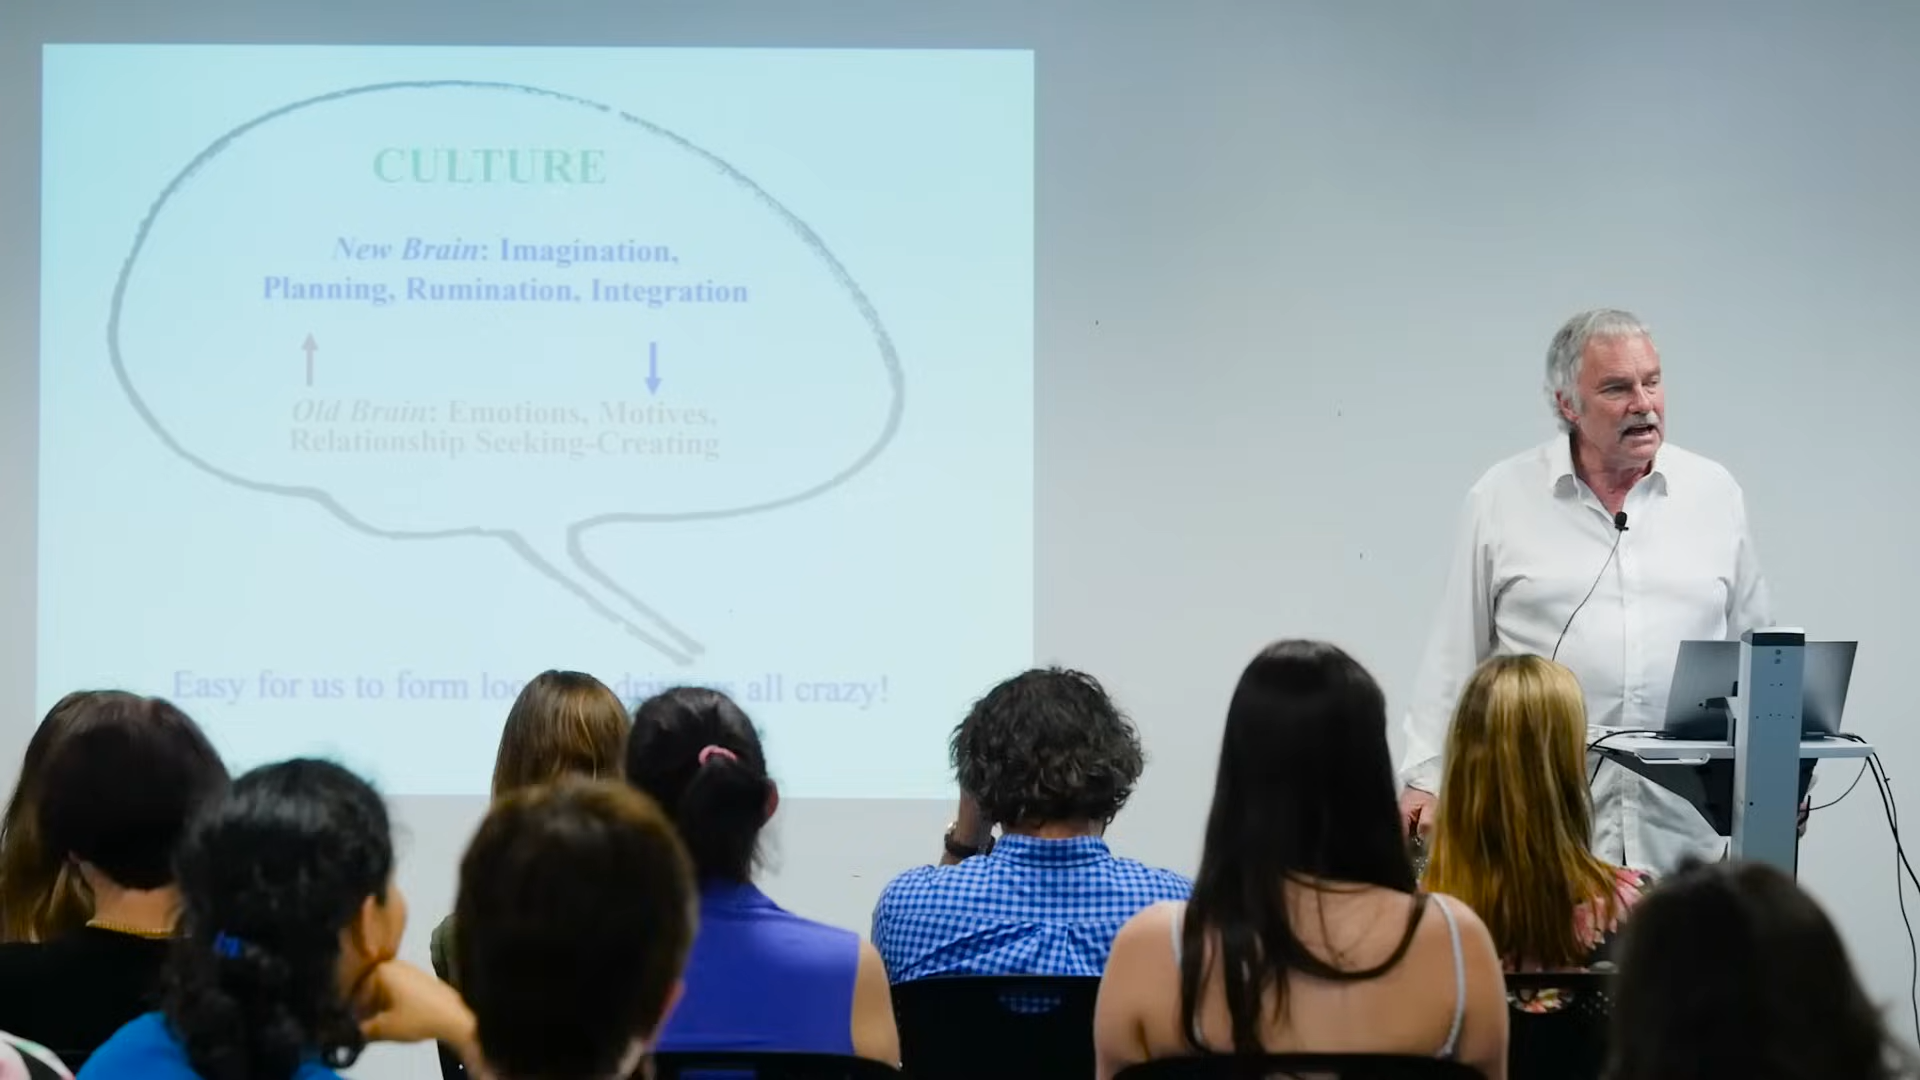 CULTURE
New Brain: Imagination,
Planning, Rumination. Integration
Old Brain: Emotions, Motives,
Relationship Seeking-Creating
Easy for us to form us all crazy!